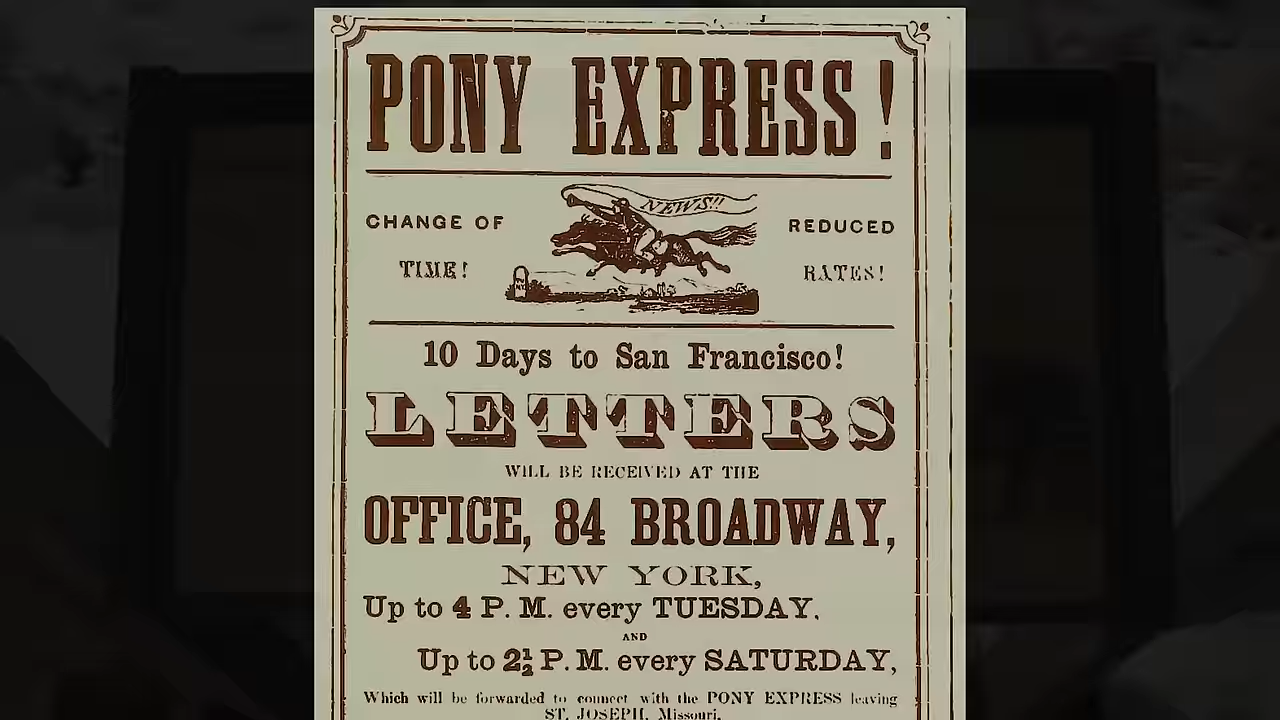 PONY EXPRESS!
NEWS!!
CHANGE OF
TIME!
REDUCED
RATES!
10 Days to San Francisco!
LETTERS
WILL BE RECEIVED AT THE
OFFICE, 84 BROADWAY,
NEW YORK,
Up to 4 P. M. every TUESDAY,
AND
Up to 2½ P. M. every SATURDAY,
Which will be forwarded to connect with the PONY EXPRESS leaving
ST. JOSEPH, Missouri,